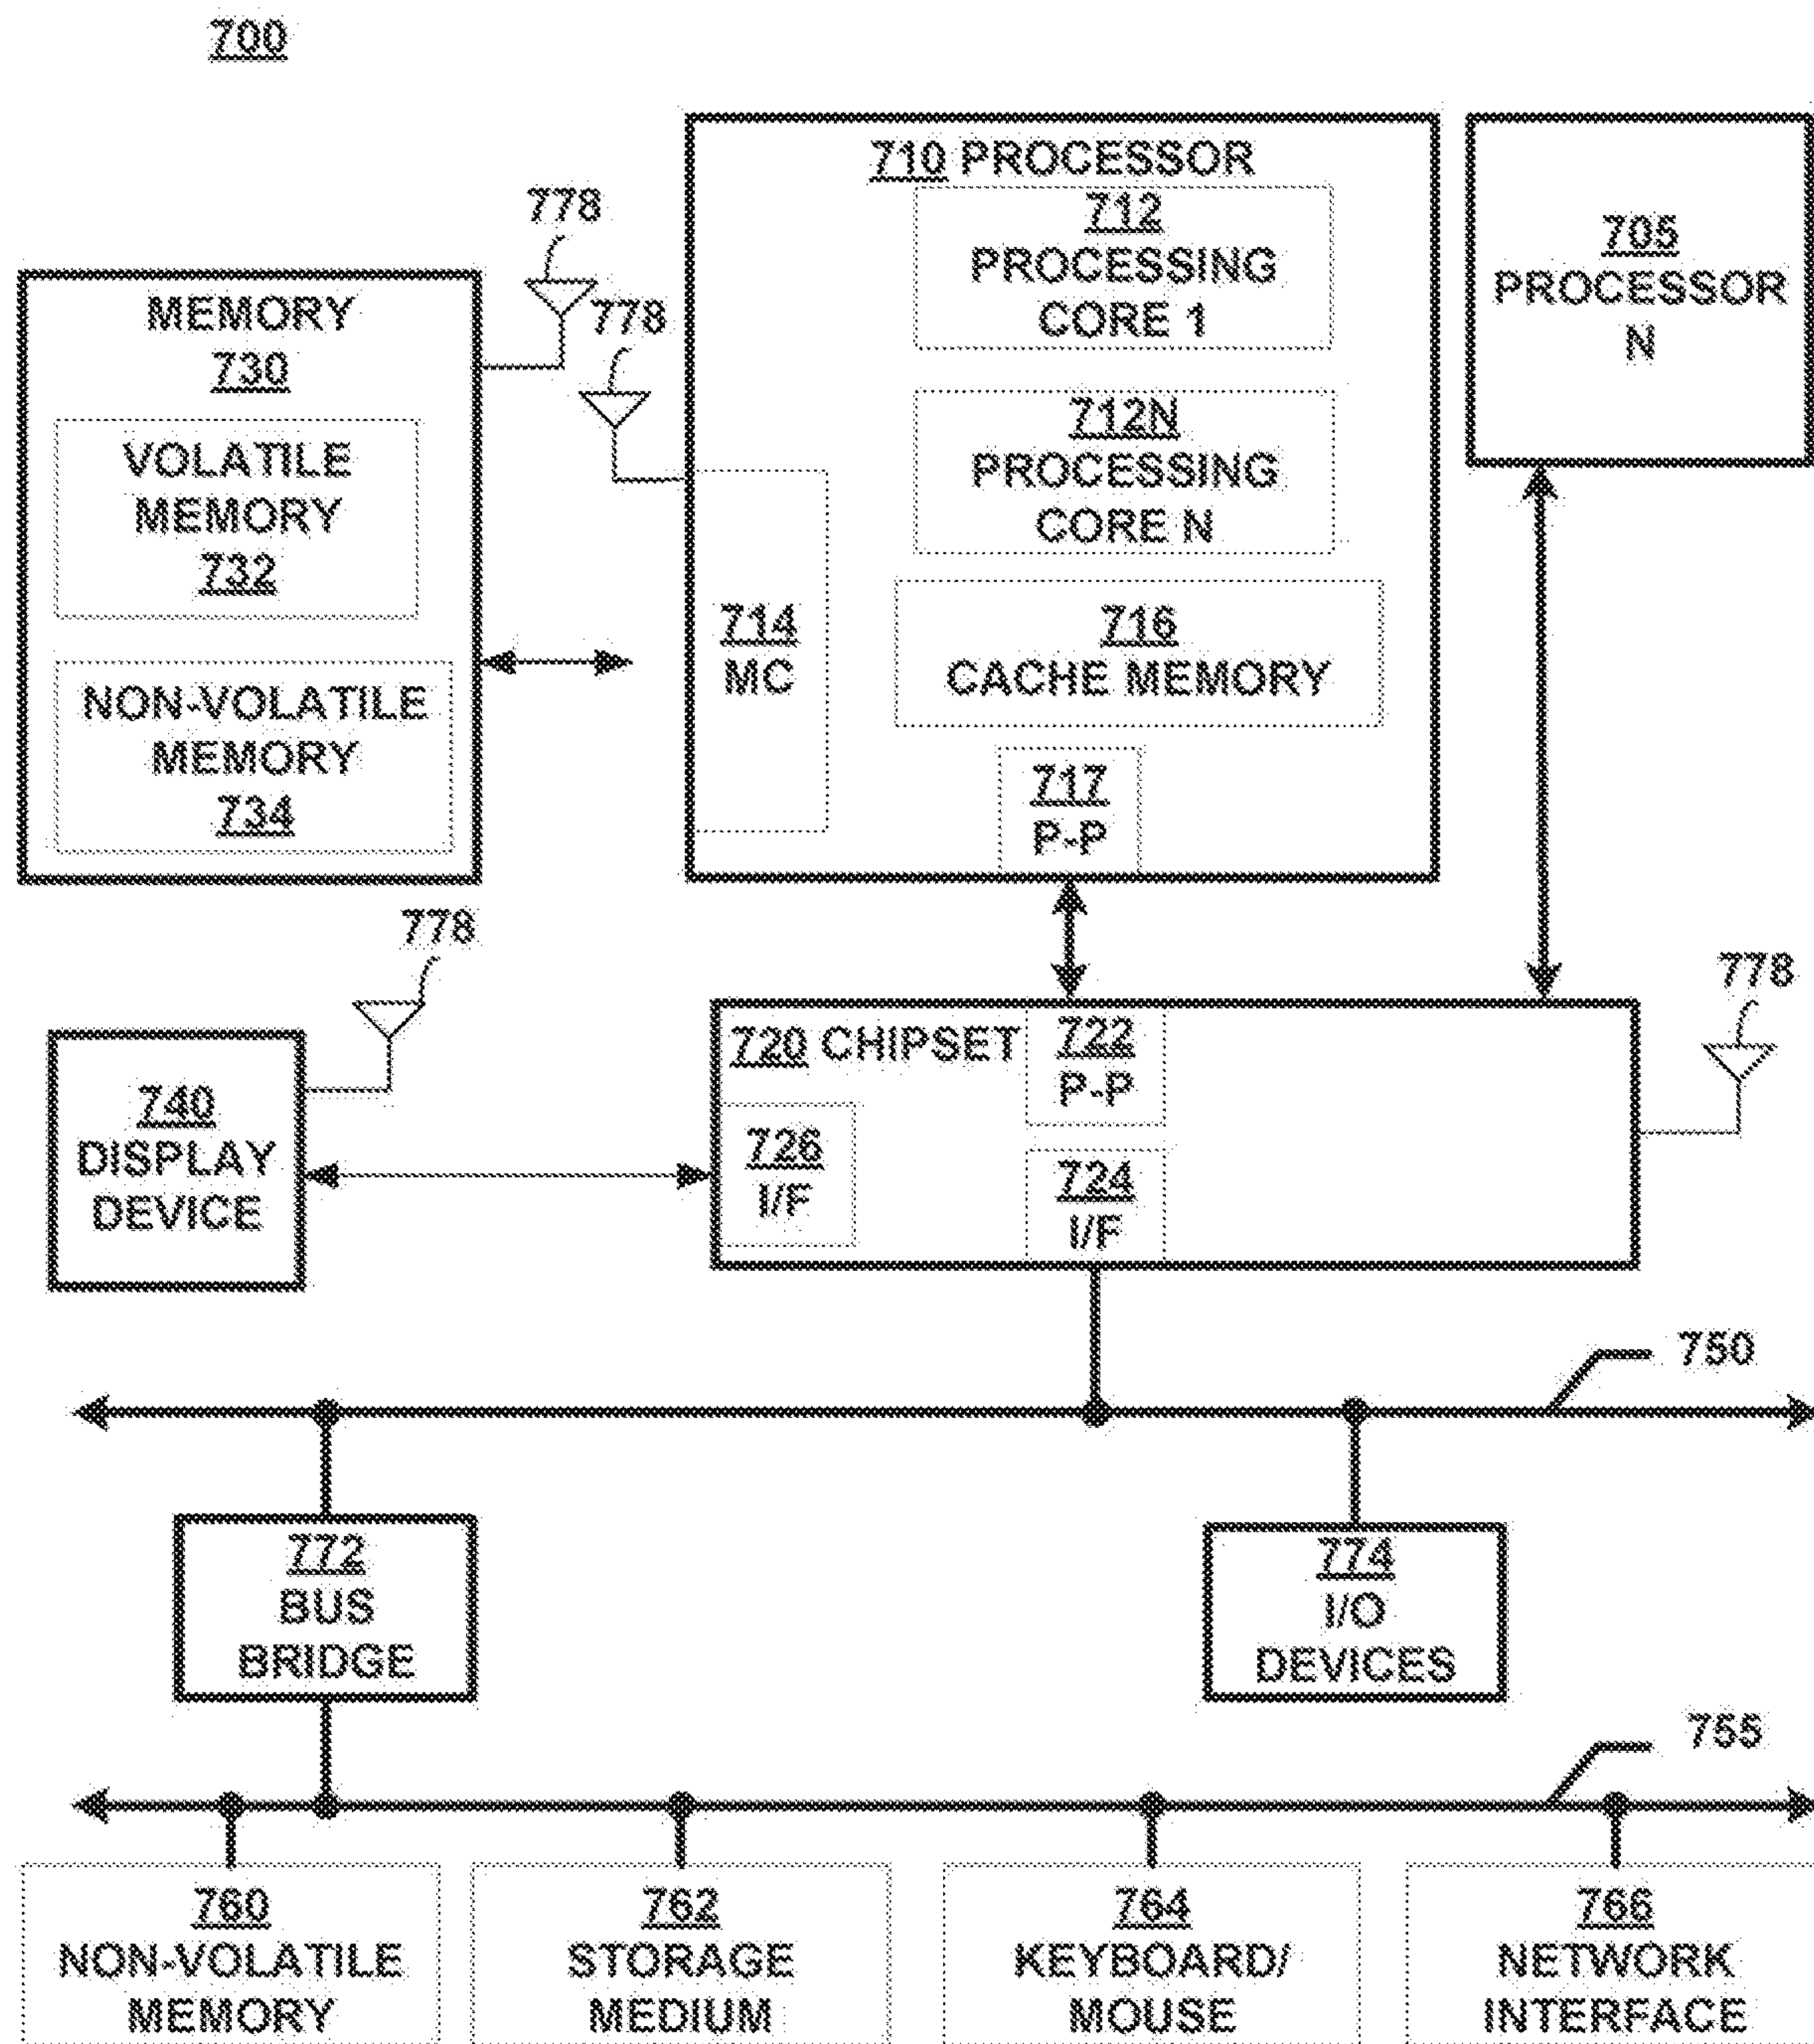 700
710 PROCESSOR
712
PROCESSING
CORE 1
712N
PROCESSING
CORE N
716
CACHE MEMORY
714
MC
717
P-P
705
PROCESSOR
N
778
778
MEMORY
730
VOLATILE
MEMORY
732
NON-VOLATILE
MEMORY
734
778
740
DISPLAY
DEVICE
720 CHIPSET
722
P-P
726
I/F
724
I/F
778
750
772
BUS
BRIDGE
774
I/O
DEVICES
755
760
NON-VOLATILE
MEMORY
762
STORAGE
MEDIUM
764
KEYBOARD/
MOUSE
766
NETWORK
INTERFACE